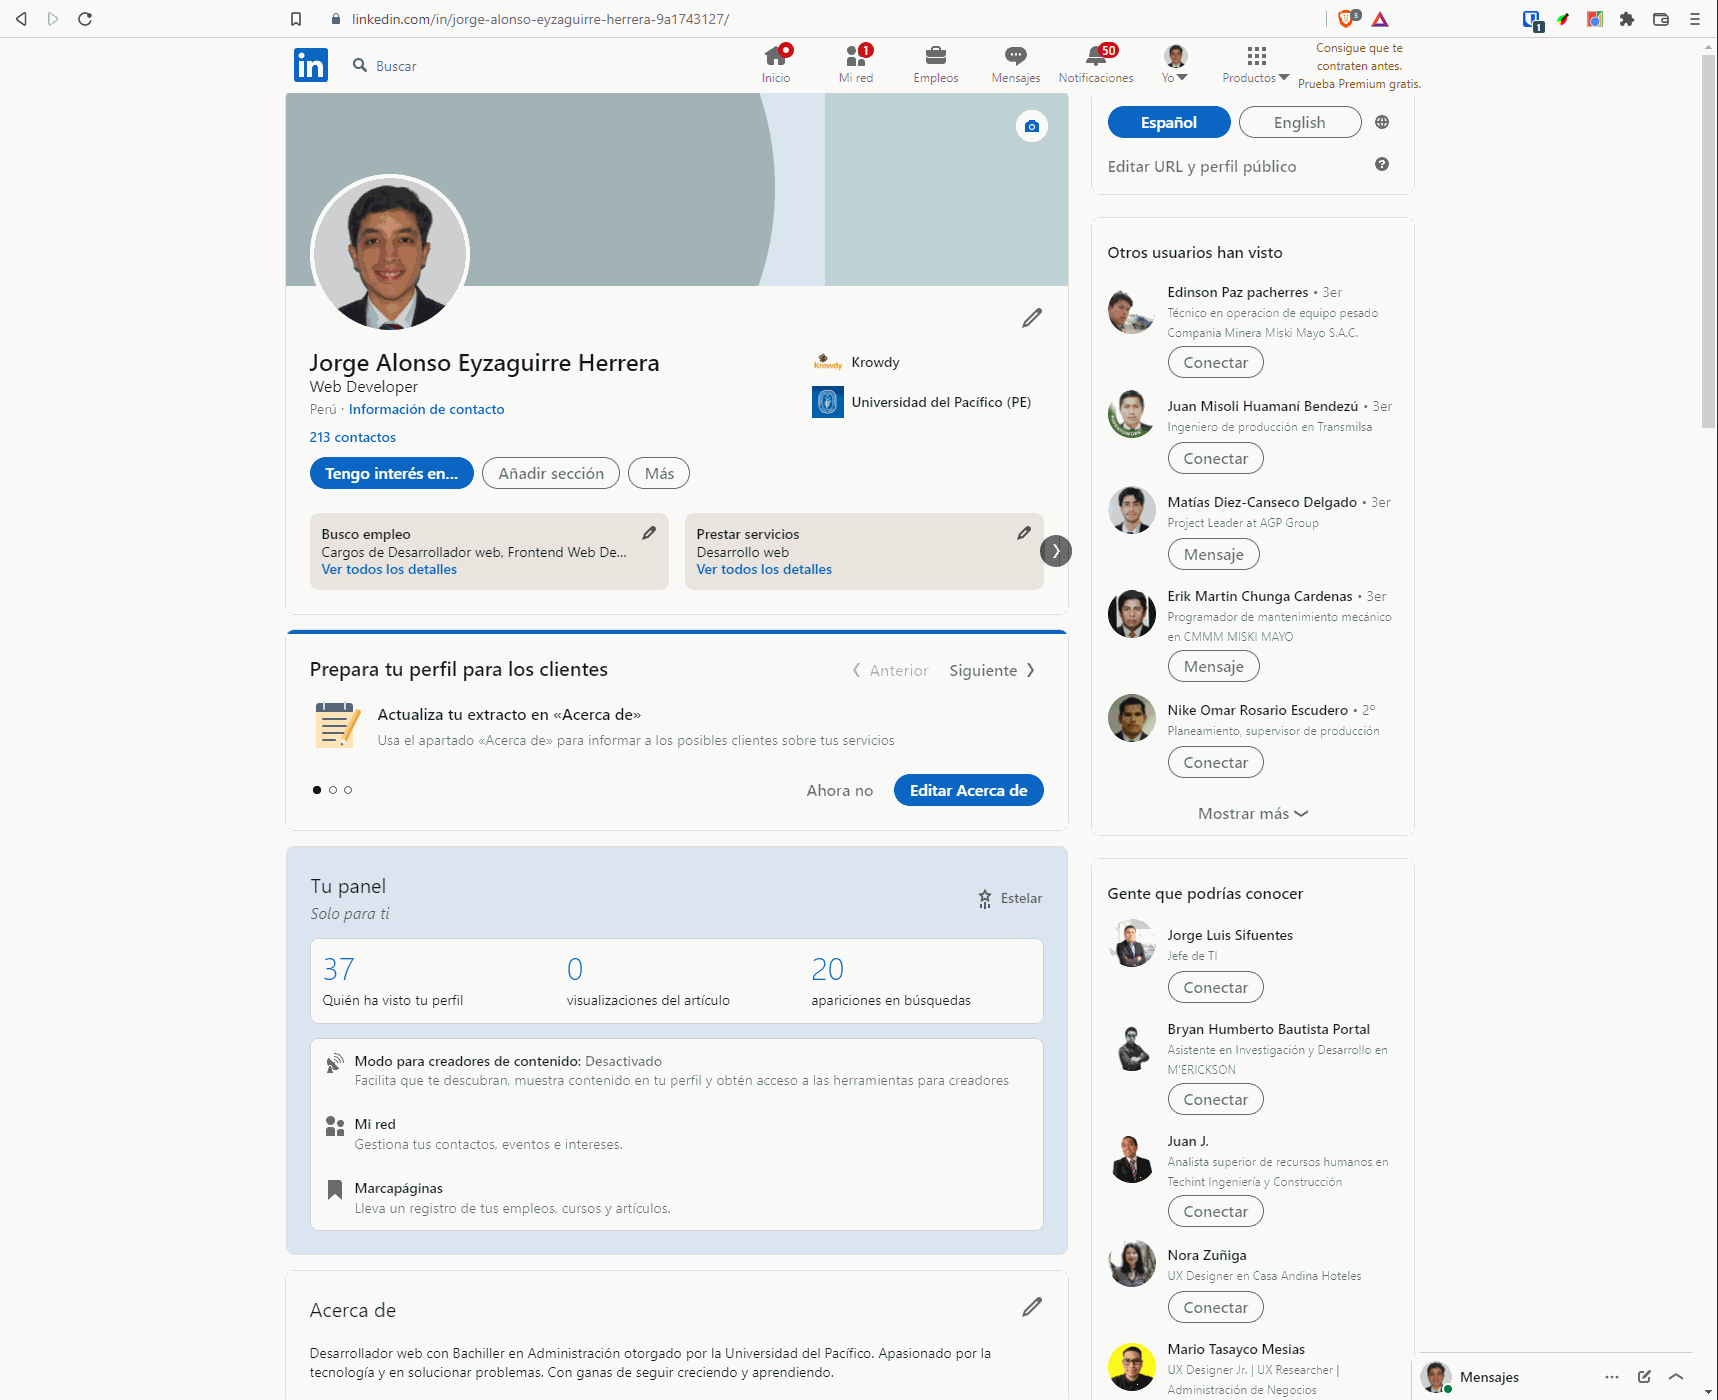 linkedin.com/in/jorge-alonso-eyzaguirre-herrera-9a1743127/
3
1
in
Buscar
Inicio
1
Mi red
Empleos
Mensajes
50
Notificaciones
Yo
Productos
Consigue que te
contraten antes.
Prueba Premium gratis.
Español
English
Editar URL y perfil público
Jorge Alonso Eyzaguirre Herrera
Web Developer
Perú · Información de contacto
213 contactos
Krowdy
Krowdy
Universidad del Pacífico (PE)
Tengo interés en...
Añadir sección
Más
Busco empleo
Cargos de Desarrollador web, Frontend Web De...
Ver todos los detalles
Prestar servicios
Desarrollo web
Ver todos los detalles
Prepara tu perfil para los clientes
Anterior
Siguiente
Actualiza tu extracto en «Acerca de»
Usa el apartado «Acerca de» para informar a los posibles clientes sobre tus servicios
Ahora no
Editar Acerca de
Tu panel
Solo para ti
Estelar
37
Quién ha visto tu perfil
0
visualizaciones del artículo
20
apariciones en búsquedas
Modo para creadores de contenido: Desactivado
Facilita que te descubran, muestra contenido en tu perfil y obtén acceso a las herramientas para creadores
Mi red
Gestiona tus contactos, eventos e intereses.
Marcapáginas
Lleva un registro de tus empleos, cursos y artículos.
Acerca de
Desarrollador web con Bachiller en Administración otorgado por la Universidad del Pacífico. Apasionado por la
tecnología y en solucionar problemas. Con ganas de seguir creciendo y aprendiendo.
Otros usuarios han visto
Edinson Paz pacherres • 3er
Técnico en operacion de equipo pesado
Compania Minera Miski Mayo S.A.C.
Conectar
Juan Misoli Huamaní Bendezú • 3er
Ingeniero de producción en Transmilsa
Conectar
Matías Diez-Canseco Delgado • 3er
Project Leader at AGP Group
Mensaje
Erik Martin Chunga Cardenas • 3er
Programador de mantenimiento mecánico
en CMMM MISKI MAYO
Mensaje
Nike Omar Rosario Escudero • 2º
Planeamiento, supervisor de producción
Conectar
Mostrar más
Gente que podrías conocer
Jorge Luis Sifuentes
Jefe de TI
Conectar
Bryan Humberto Bautista Portal
Asistente en Investigación y Desarrollo en
M'ERICKSON
Conectar
Juan J.
Analista superior de recursos humanos en
Techint Ingeniería y Construcción
Conectar
Nora Zuñiga
UX Designer en Casa Andina Hoteles
Conectar
Mario Tasayco Mesias
UX Designer Jr. | UX Researcher |
Administración de Negocios
Mensajes